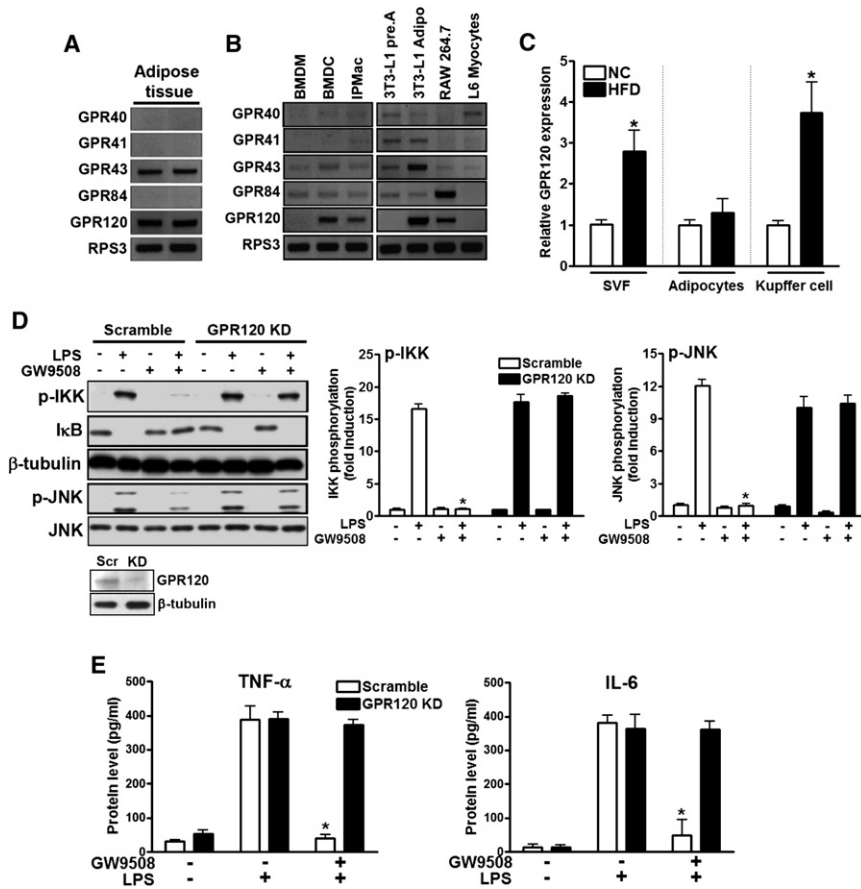 A
Adipose
tissue
GPR40
GPR41
GPR43
GPR84
GPR120
RPS3
B
BMDM
BMDC
IPMac
3T3-L1 pre.A
3T3-L1 Adipo
RAW 264.7
L6 Myocytes
GPR40
GPR41
GPR43
GPR84
GPR120
RPS3
C
Relative GPR120 expression
5
4
3
2
1
0
NC
HFD
*
*
SVF
Adipocytes
Kupffer cell
D
Scramble
GPR120 KD
LPS - + - + - + - +
GW9508 - - + + - - + +
p-IKK
IκB
β-tubulin
p-JNK
JNK
Scr KD
GPR120
β-tubulin
p-IKK
Scramble
GPR120 KD
IKK phosphorylation
(fold Induction)
25
20
15
10
5
0
*
LPS - + - + - + - +
GW9508 - - + + - - + +
p-JNK
JNK phosphorylation
(fold Induction)
15
12
9
6
3
0
*
LPS - + - + - + - +
GW9508 - - + + - - + +
E
TNF-α
Scramble
GPR120 KD
Protein level (pg/ml)
500
400
300
200
100
0
*
GW9508 - - +
LPS - + +
IL-6
Protein level (pg/ml)
500
400
300
200
100
0
*
GW9508 - - +
LPS - + +